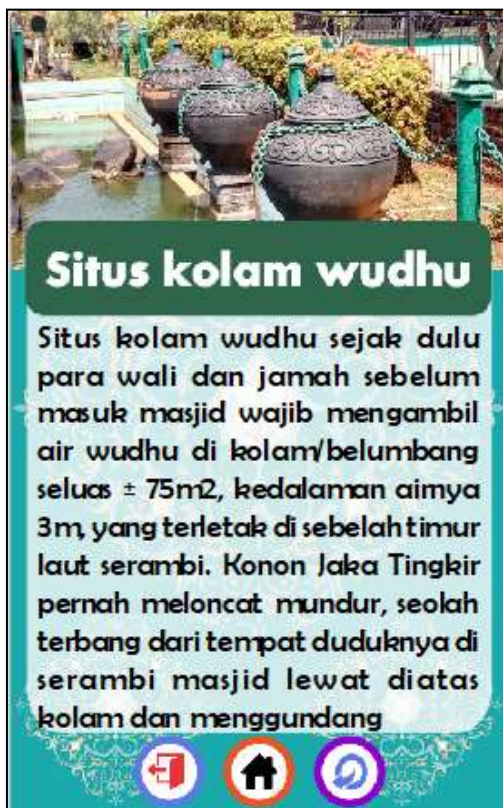 Situs kolam wudhu
Situs kolam wudhu sejak dulu
para wali dan jamah sebelum
masuk masjid wajib mengambil
air wudhu di kolam/belumbang
seluas ± 75m2, kedalaman airnya
3m, yang terletak di sebelah timur
laut serambi. Konon Jaka Tingkir
pernah meloncat mundur, seolah
terbang dari tempat duduknya di
serambi masjid lewat diatas
kolam dan menggundang